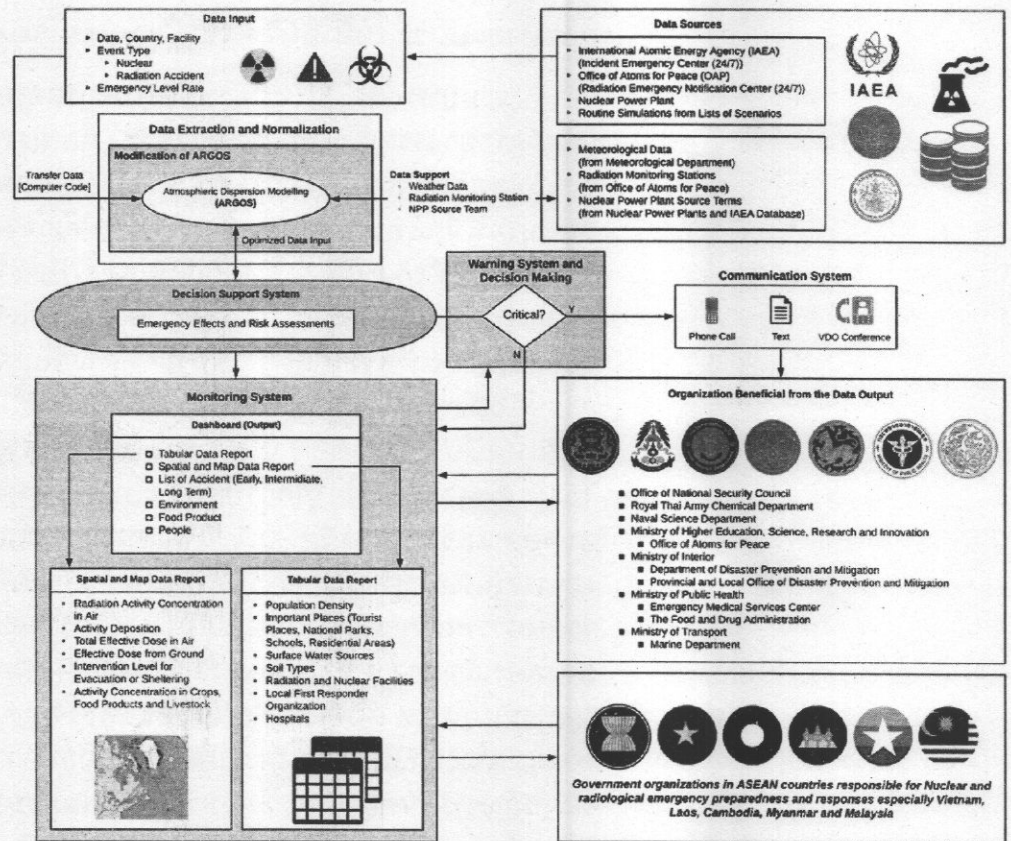 Data Input
Date, Country, Facility
Event Type
Nuclear
Radiation Accident
Emergency Level Rate
Data Sources
International Atomic Energy Agency (IAEA)
(Incident Emergency Center (24/7))
Office of Atoms for Peace (OAP)
(Radiation Emergency Notification Center (24/7))
Nuclear Power Plant
Routine Simulations from Lists of Scenarios
IAEA
Meteorological Data
(from Meteorological Department)
Radiation Monitoring Stations
(from Office of Atoms for Peace)
Nuclear Power Plant Source Terms
(from Nuclear Power Plants and IAEA Database)
Data Extraction and Normalization
Modification of ARGOS
Atmospheric Dispersion Modelling
(ARGOS)
Transfer Data
[Computer Code]
Data Support
Weather Data
Radiation Monitoring Station
NPP Source Team
Optimized Data Input
Decision Support System
Emergency Effects and Risk Assessments
Warning System and
Decision Making
Critical?
Y
N
Communication System
Phone Call
Text
VDO Conference
Monitoring System
Dashboard (Output)
Tabular Data Report
Spatial and Map Data Report
List of Accident (Early, Intermidiate,
Long Term)
Environment
Food Product
People
Spatial and Map Data Report
Radiation Activity Concentration
in Air
Activity Deposition
Total Effective Dose in Air
Effective Dose from Ground
Intervention Level for
Evacuation or Sheltering
Activity Concentration in Crops,
Food Products and Livestock
Tabular Data Report
Population Density
Important Places (Tourist
Places, National Parks,
Schools, Residential Areas)
Surface Water Sources
Soil Types
Radiation and Nuclear Facilities
Local First Responder
Organization
Hospitals
Organization Beneficial from the Data Output
Office of National Security Council
Royal Thai Army Chemical Department
Naval Science Department
Ministry of Higher Education, Science, Research and Innovation
Office of Atoms for Peace
Ministry of Interior
Department of Disaster Prevention and Mitigation
Provincial and Local Office of Disaster Prevention and Mitigation
Ministry of Public Health
Emergency Medical Services Center
The Food and Drug Administration
Ministry of Transport
Marine Department
Government organizations in ASEAN countries responsible for Nuclear and
radiological emergency preparedness and responses especially Vietnam,
Laos, Cambodia, Myanmar and Malaysia